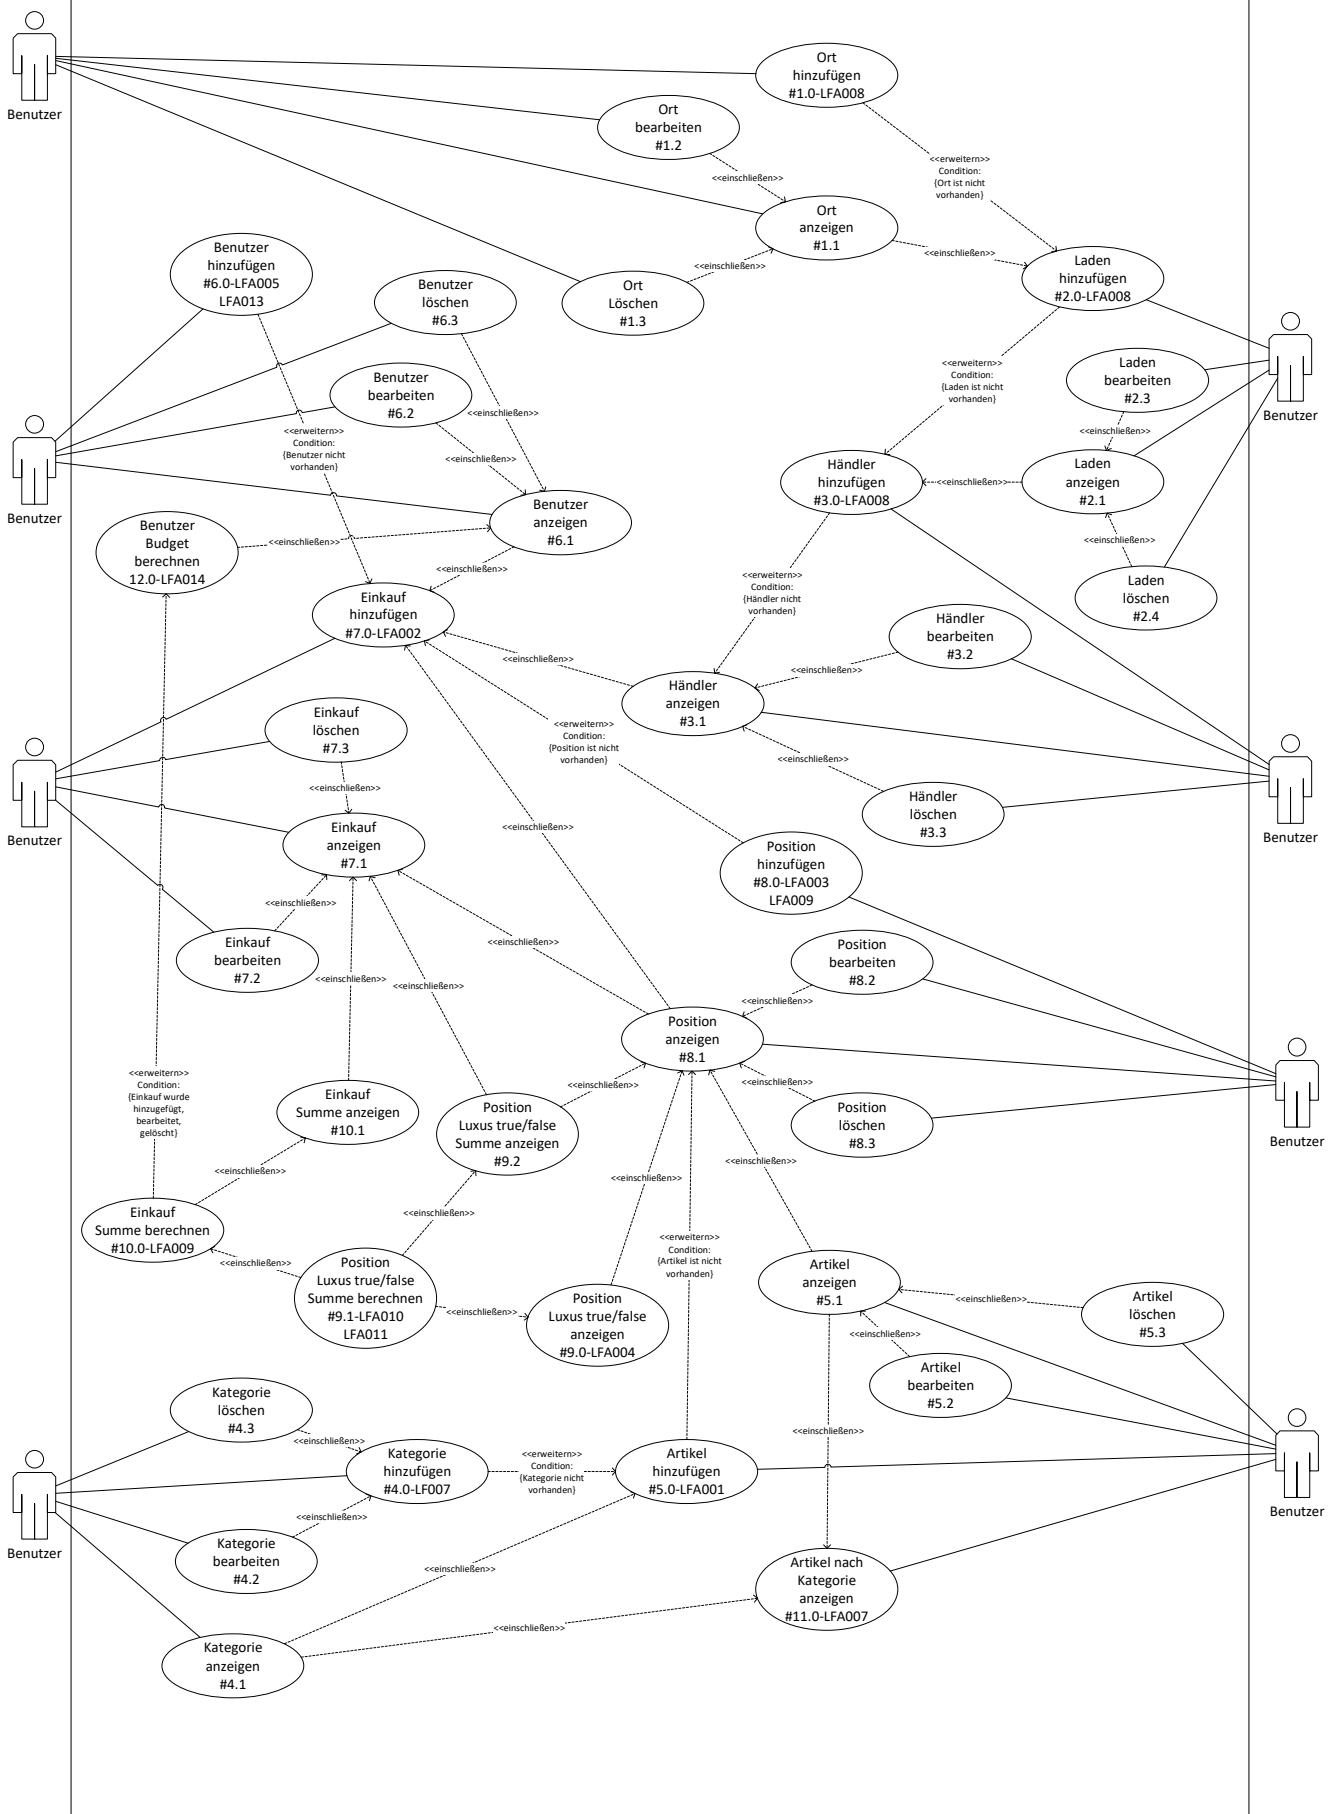 Ort
hinzufügen
#1.0-LFA008
Benutzer
Ort
bearbeiten
#1.2
<<erweitern>>
Condition:
{Ort ist nicht
vorhanden}
<<einschließen>>
Ort
anzeigen
#1.1
<<einschließen>>
<<einschließen>>
Ort
Löschen
#1.3
Laden
hinzufügen
#2.0-LFA008
Benutzer
hinzufügen
#6.0-LFA005
LFA013
Benutzer
löschen
#6.3
<<erweitern>>
Condition:
{Laden ist nicht
vorhanden}
Laden
bearbeiten
#2.3
Benutzer
Benutzer
bearbeiten
#6.2
<<einschließen>>
<<erweitern>>
Condition:
{Benutzer nicht
vorhanden}
<<einschließen>>
<<einschließen>>
Händler
hinzufügen
#3.0-LFA008
<<einschließen>>
Laden
anzeigen
#2.1
Benutzer
Benutzer
anzeigen
#6.1
Benutzer
Budget
berechnen
12.0-LFA014
<<einschließen>>
<<einschließen>>
<<einschließen>>
Laden
löschen
#2.4
<<erweitern>>
Condition:
{Händler nicht
vorhanden}
Einkauf
hinzufügen
#7.0-LFA002
Händler
bearbeiten
#3.2
<<einschließen>>
<<einschließen>>
Händler
anzeigen
#3.1
Einkauf
löschen
#7.3
<<erweitern>>
Condition:
{Position ist nicht
vorhanden}
<<einschließen>>
<<einschließen>>
Händler
löschen
#3.3
Benutzer
Benutzer
Einkauf
anzeigen
#7.1
<<einschließen>>
Position
hinzufügen
#8.0-LFA003
LFA009
<<einschließen>>
Einkauf
bearbeiten
#7.2
<<einschließen>>
<<einschließen>>
<<einschließen>>
Position
bearbeiten
#8.2
<<einschließen>>
Position
anzeigen
#8.1
<<erweitern>>
Condition:
{Einkauf wurde
hinzugefügt,
bearbeitet,
gelöscht}
Einkauf
Summe anzeigen
#10.1
Position
Luxus true/false
Summe anzeigen
#9.2
<<einschließen>>
<<einschließen>>
Position
löschen
#8.3
Benutzer
<<einschließen>>
<<einschließen>>
<<einschließen>>
<<einschließen>>
Einkauf
Summe berechnen
#10.0-LFA009
<<einschließen>>
Position
Luxus true/false
Summe berechnen
#9.1-LFA010
LFA011
<<erweitern>>
Condition:
{Artikel ist nicht
vorhanden}
Artikel
anzeigen
#5.1
<<einschließen>>
Artikel
löschen
#5.3
<<einschließen>>
Position
Luxus true/false
anzeigen
#9.0-LFA004
<<einschließen>>
Artikel
bearbeiten
#5.2
Kategorie
löschen
#4.3
<<einschließen>>
<<einschließen>>
Kategorie
hinzufügen
#4.0-LF007
<<erweitern>>
Condition:
{Kategorie nicht
vorhanden}
Artikel
hinzufügen
#5.0-LFA001
Benutzer
<<einschließen>>
Benutzer
Kategorie
bearbeiten
#4.2
<<einschließen>>
Artikel nach
Kategorie
anzeigen
#11.0-LFA007
<<einschließen>>
Kategorie
anzeigen
#4.1